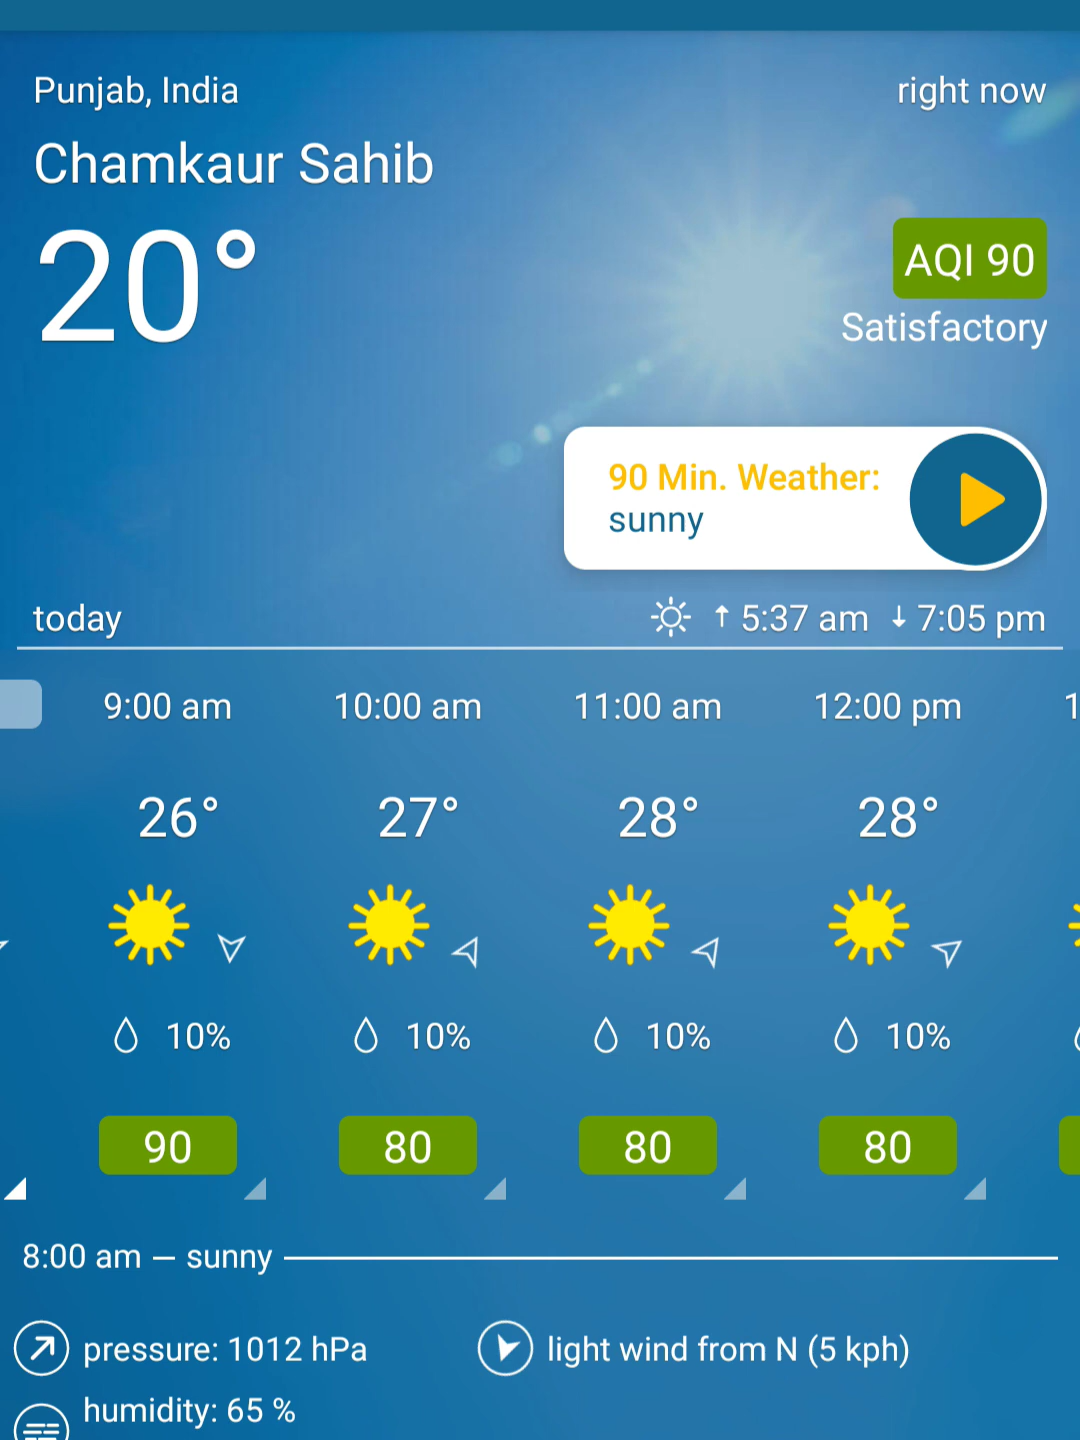 Punjab, India right now
Chamkaur Sahib
20°
AQI 90
Satisfactory
90 Min. Weather:
sunny
today ↑ 5:37 am ↓ 7:05 pm
9:00 am 10:00 am 11:00 am 12:00 pm
26° 27° 28° 28°
10% 10% 10% 10%
90 80 80 80
8:00 am — sunny
pressure: 1012 hPa light wind from N (5 kph)
humidity: 65 %